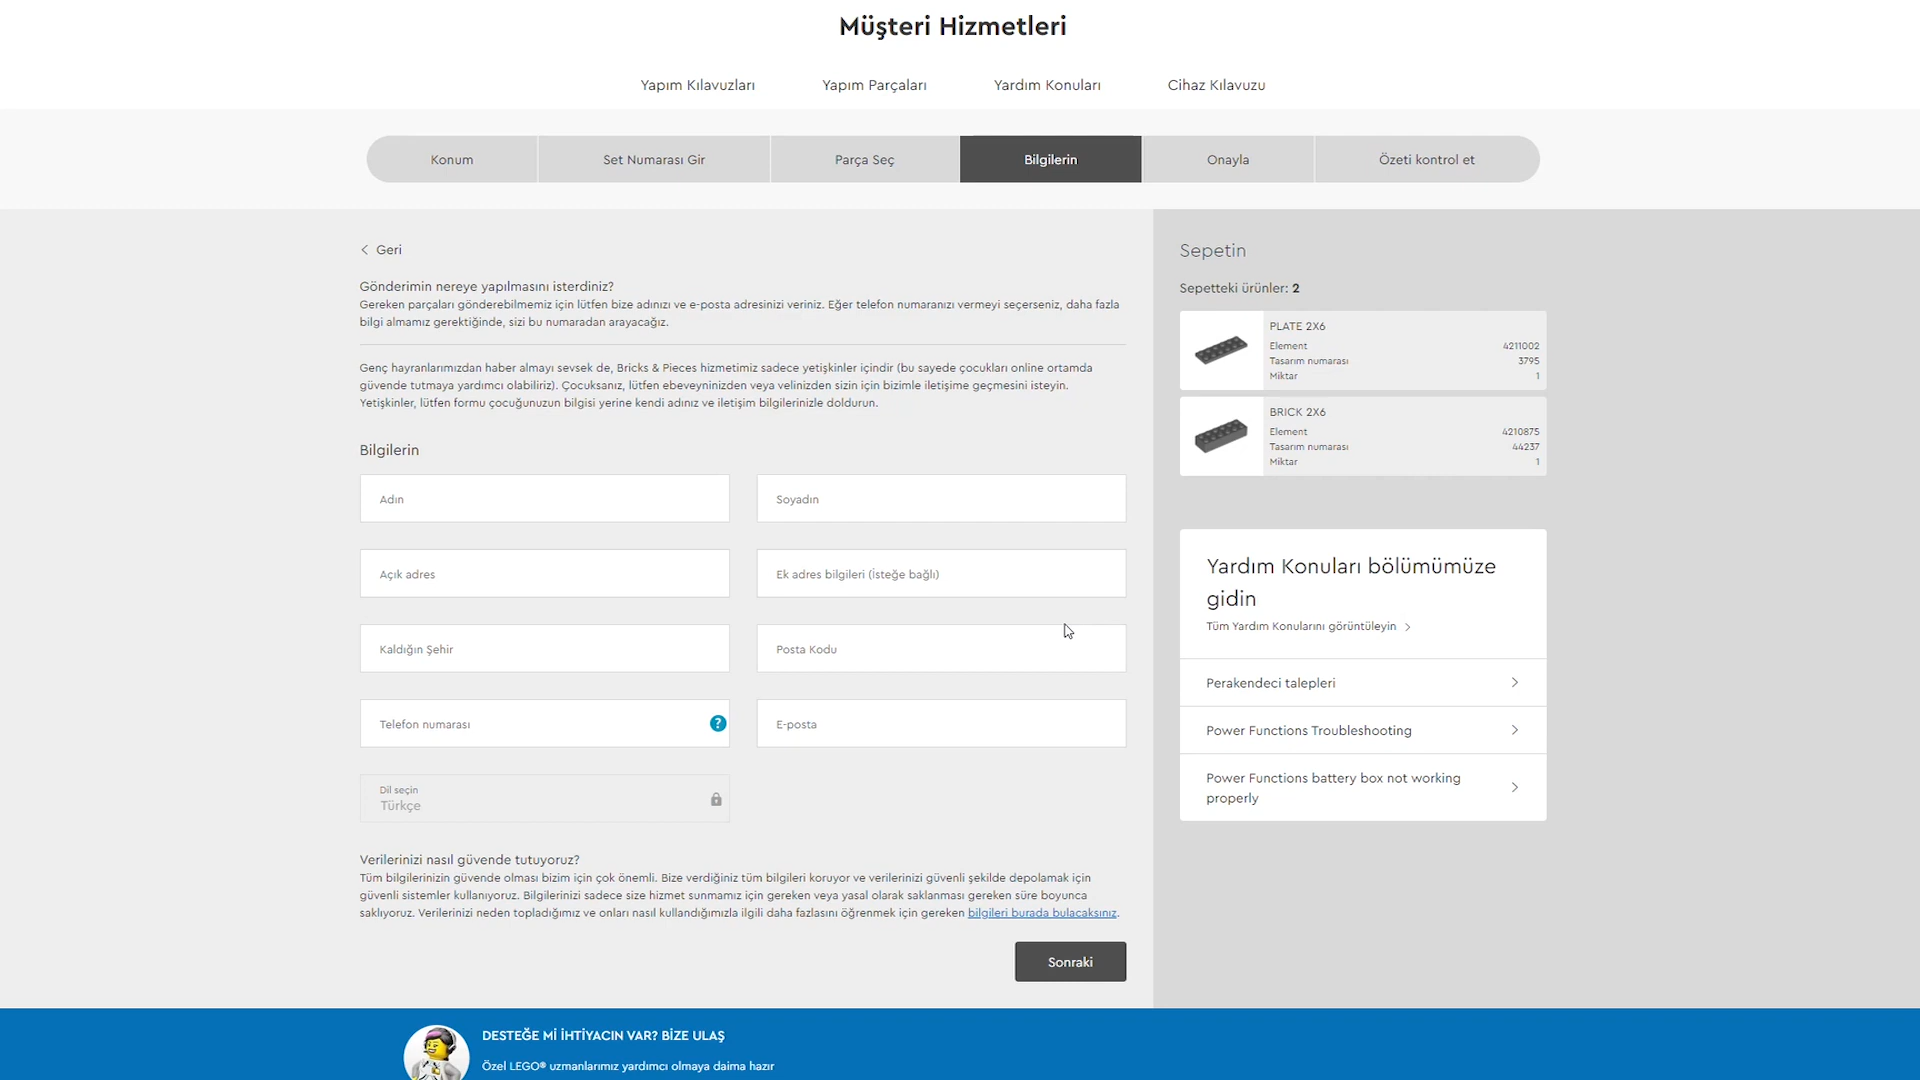 Müşteri Hizmetleri
Yapım Kılavuzları
Yapım Parçaları
Yardım Konuları
Cihaz Kılavuzu
Konum
Set Numarası Gir
Parça Seç
Bilgilerin
Onayla
Özeti kontrol et
Geri
Gönderimin nereye yapılmasını isterdiniz?
Gereken parçaları gönderebilmemiz için lütfen bize adınızı ve e-posta adresinizi veriniz. Eğer telefon numaranızı vermeyi seçerseniz, daha fazla
bilgi almamız gerektiğinde, sizi bu numaradan arayacağız.
Genç hayranlarımızdan haber almayı sevsek de, Bricks & Pieces hizmetimiz sadece yetişkinler içindir (bu sayede çocukları online ortamda
güvende tutmaya yardımcı olabiliriz). Çocuksanız, lütfen ebeveyninizden veya velinizden sizin için bizimle iletişime geçmesini isteyin.
Yetişkinler, lütfen formu çocuğunuzun bilgisi yerine kendi adınız ve iletişim bilgilerinizle doldurun.
Bilgilerin
Adın
Soyadın
Açık adres
Ek adres bilgileri (İsteğe bağlı)
Kaldığın Şehir
Posta Kodu
Telefon numarası
?
E-posta
Dil seçin
Türkçe
Verilerinizi nasıl güvende tutuyoruz?
Tüm bilgilerinizin güvende olması bizim için çok önemli. Bize verdiğiniz tüm bilgileri koruyor ve verilerinizi güvenli şekilde depolamak için
güvenli sistemler kullanıyoruz. Bilgilerinizi sadece size hizmet sunmamız için gereken veya yasal olarak saklanması gereken süre boyunca
saklıyoruz. Verilerinizi neden topladığımız ve onları nasıl kullandığımızla ilgili daha fazlasını öğrenmek için gereken bilgileri burada bulacaksınız.
Sonraki
Sepetin
Sepetteki ürünler: 2
PLATE 2X6
Element 4211002
Tasarım numarası 3795
Miktar 1
BRICK 2X6
Element 4210875
Tasarım numarası 44237
Miktar 1
Yardım Konuları bölümümüze
gidin
Tüm Yardım Konularını görüntüleyin
Perakendeci talepleri
Power Functions Troubleshooting
Power Functions battery box not working
properly
DESTEĞE Mİ İHTİYACIN VAR? BİZE ULAŞ
Özel LEGO® uzmanlarımız yardımcı olmaya daima hazır